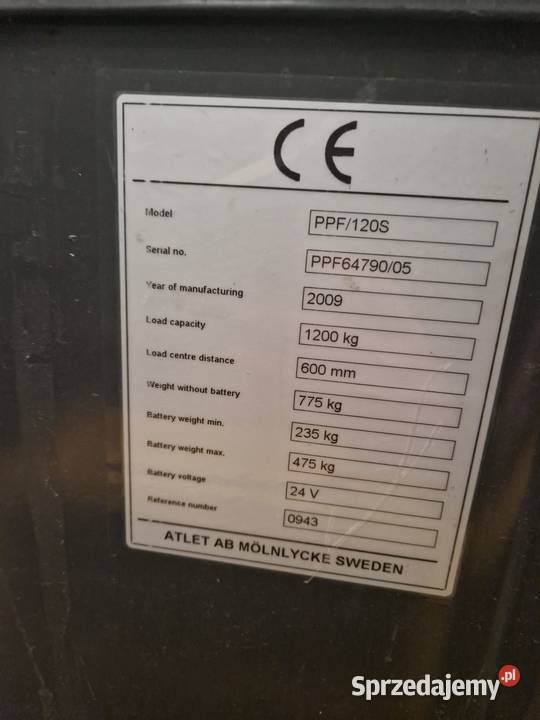 CE
Model PPF/120S
Serial no. PPF64790/05
Year of manufacturing 2009
Load capacity 1200 kg
Load centre distance 600 mm
Weight without battery 775 kg
Battery weight min. 235 kg
Battery weight max. 475 kg
Battery voltage 24 V
Reference number 0943
ATLET AB MÖLNLYCKE SWEDEN
Sprzedajemy.pl